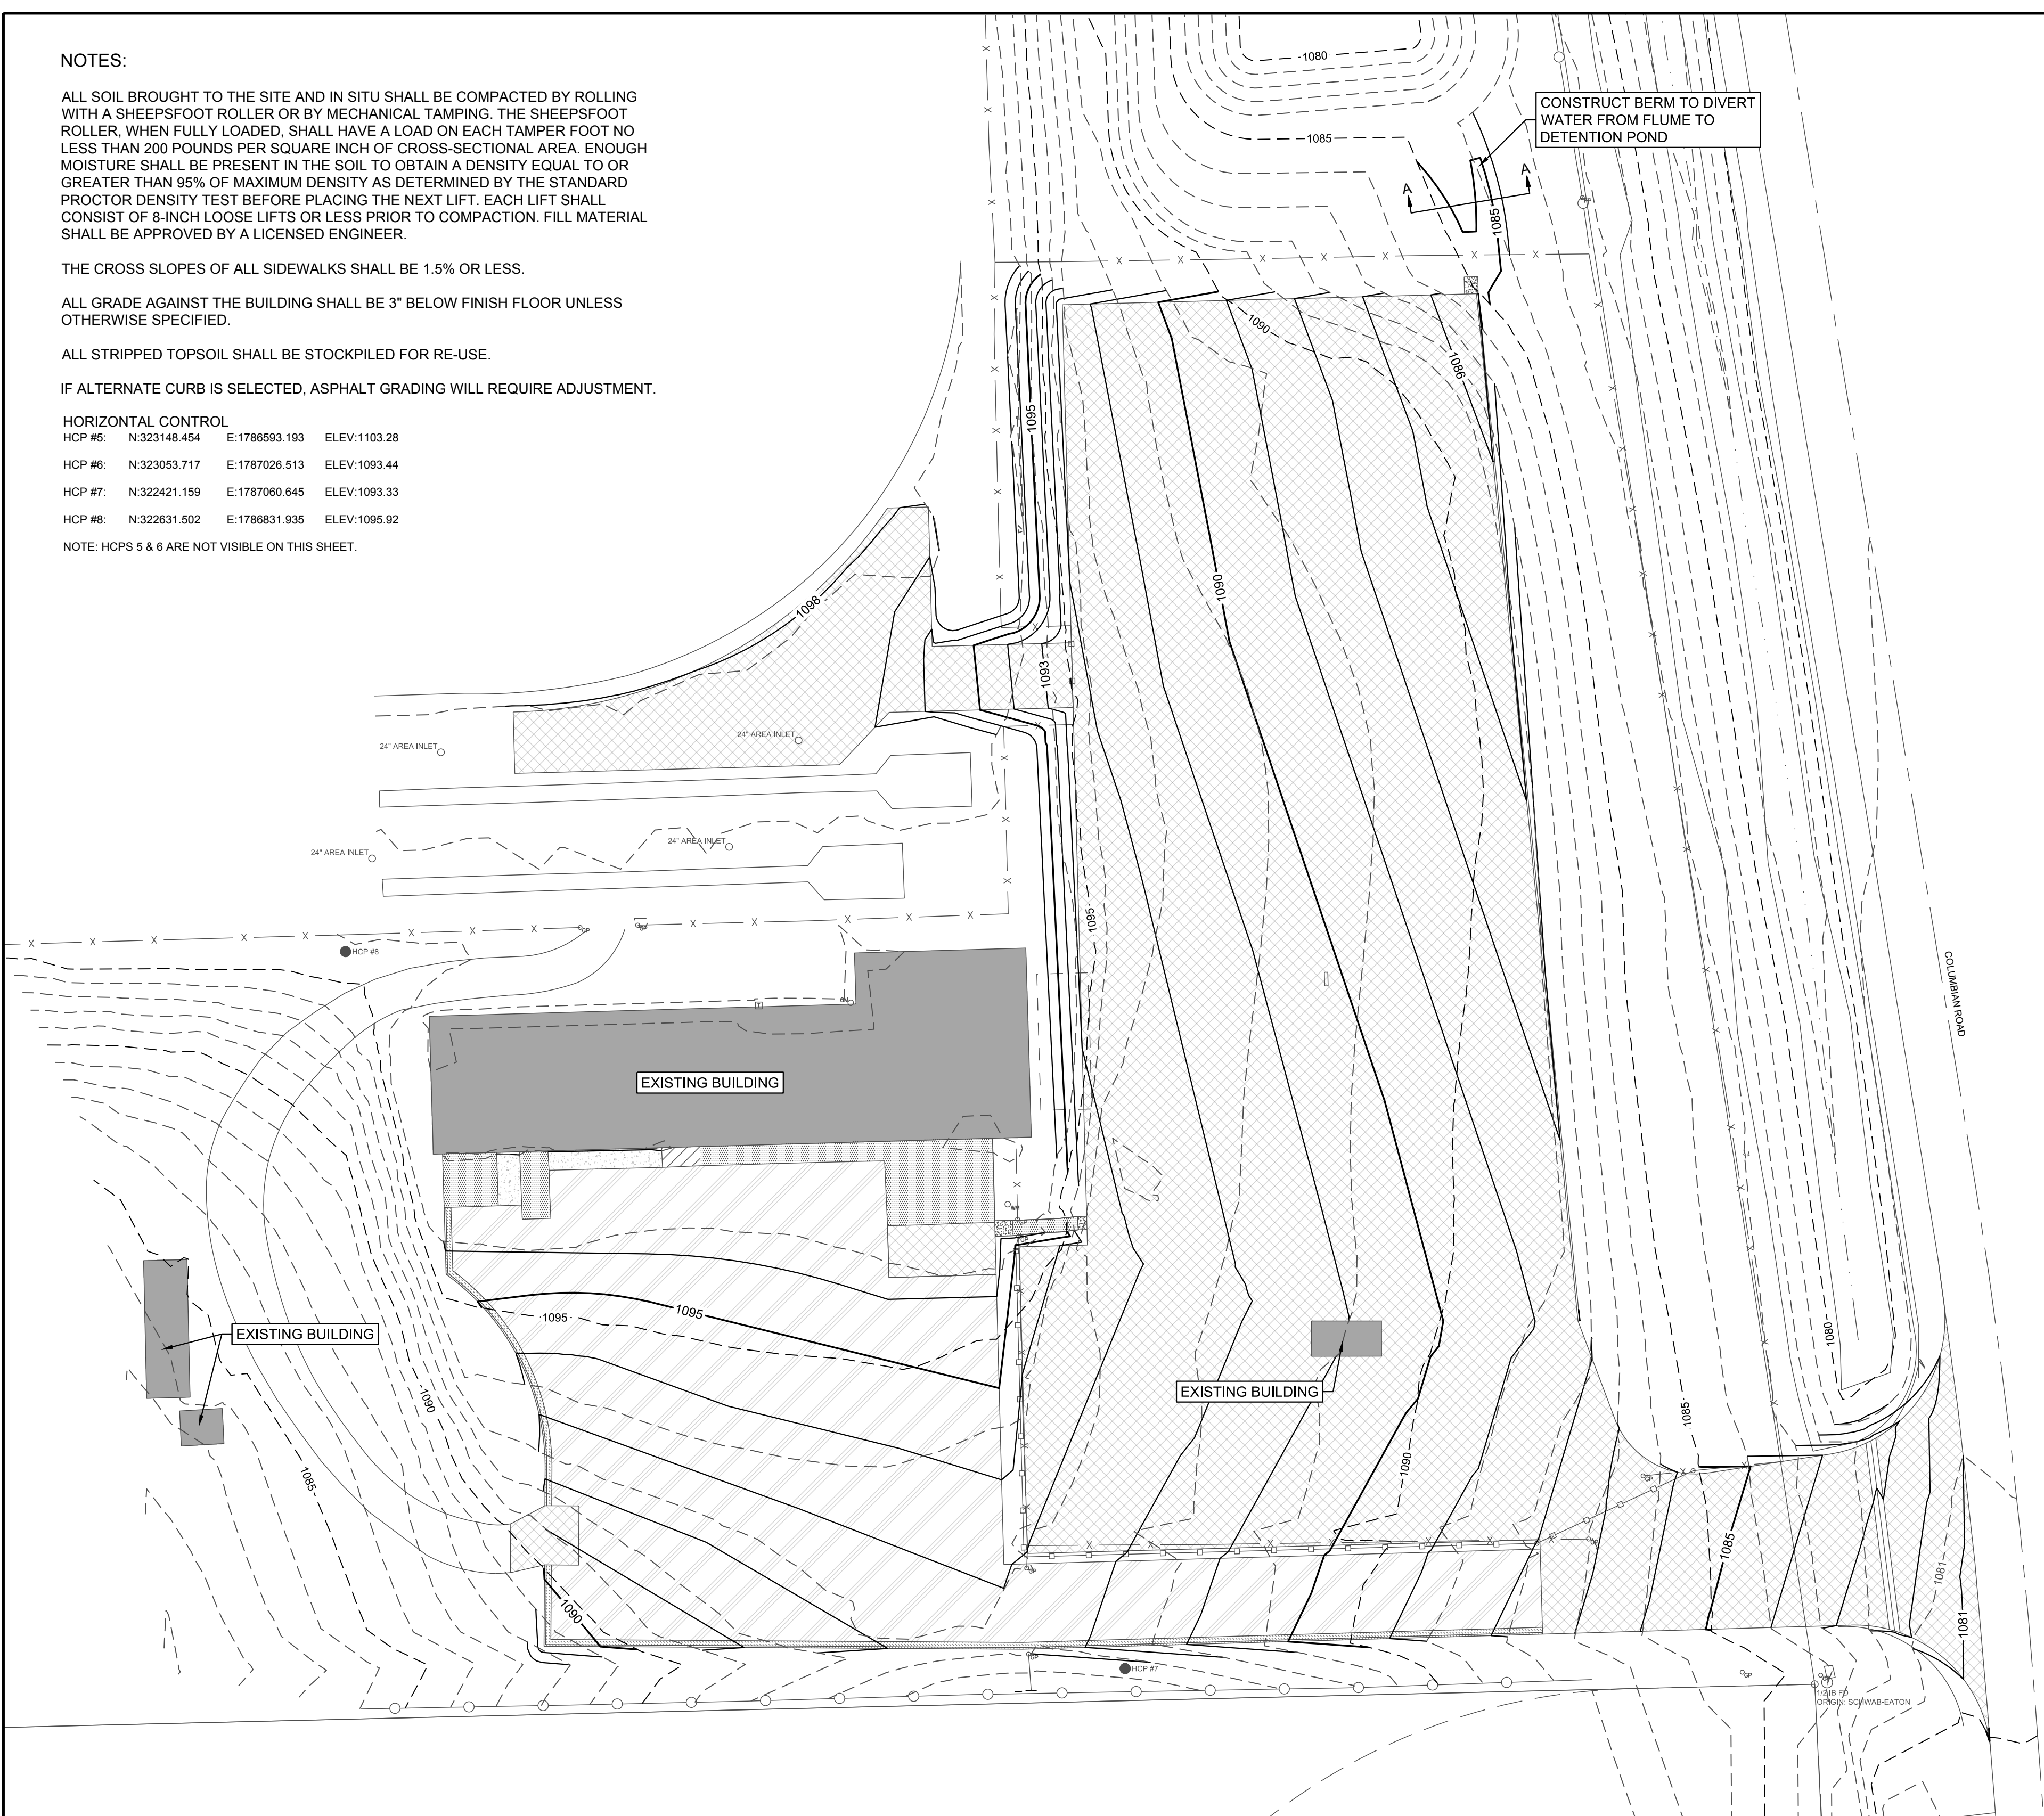 NOTES:
ALL SOIL BROUGHT TO THE SITE AND IN SITU SHALL BE COMPACTED BY ROLLING
WITH A SHEEPSFOOT ROLLER OR BY MECHANICAL TAMPING. THE SHEEPSFOOT
ROLLER, WHEN FULLY LOADED, SHALL HAVE A LOAD ON EACH TAMPER FOOT NO
LESS THAN 200 POUNDS PER SQUARE INCH OF CROSS-SECTIONAL AREA. ENOUGH
MOISTURE SHALL BE PRESENT IN THE SOIL TO OBTAIN A DENSITY EQUAL TO OR
GREATER THAN 95% OF MAXIMUM DENSITY AS DETERMINED BY THE STANDARD
PROCTOR DENSITY TEST BEFORE PLACING THE NEXT LIFT. EACH LIFT SHALL
CONSIST OF 8-INCH LOOSE LIFTS OR LESS PRIOR TO COMPACTION. FILL MATERIAL
SHALL BE APPROVED BY A LICENSED ENGINEER.
THE CROSS SLOPES OF ALL SIDEWALKS SHALL BE 1.5% OR LESS.
ALL GRADE AGAINST THE BUILDING SHALL BE 3" BELOW FINISH FLOOR UNLESS
OTHERWISE SPECIFIED.
ALL STRIPPED TOPSOIL SHALL BE STOCKPILED FOR RE-USE.
IF ALTERNATE CURB IS SELECTED, ASPHALT GRADING WILL REQUIRE ADJUSTMENT.
HORIZONTAL CONTROL
HCP #5: N:323148.454 E:1786593.193 ELEV:1103.28
HCP #6: N:323053.717 E:1787026.513 ELEV:1093.44
HCP #7: N:322421.159 E:1787060.645 ELEV:1093.33
HCP #8: N:322631.502 E:1786831.935 ELEV:1095.92
NOTE: HCPS 5 & 6 ARE NOT VISIBLE ON THIS SHEET.
1080
CONSTRUCT BERM TO DIVERT
WATER FROM FLUME TO
DETENTION POND
1085
A
A
1085
1090
1086
1095
1090
1098
1093
24" AREA INLET
24" AREA INLET
24" AREA INLET
24" AREA INLET
1095
HCP #8
COLUMBIAN ROAD
EXISTING BUILDING
WM
GP
1095
1095
EXISTING BUILDING
1080
EXISTING BUILDING
1090
1085
1090
1085
1085
1081
1090
1081
HCP #7
GP
1/2 IB FD
ORIGIN: SCHWAB-EATON